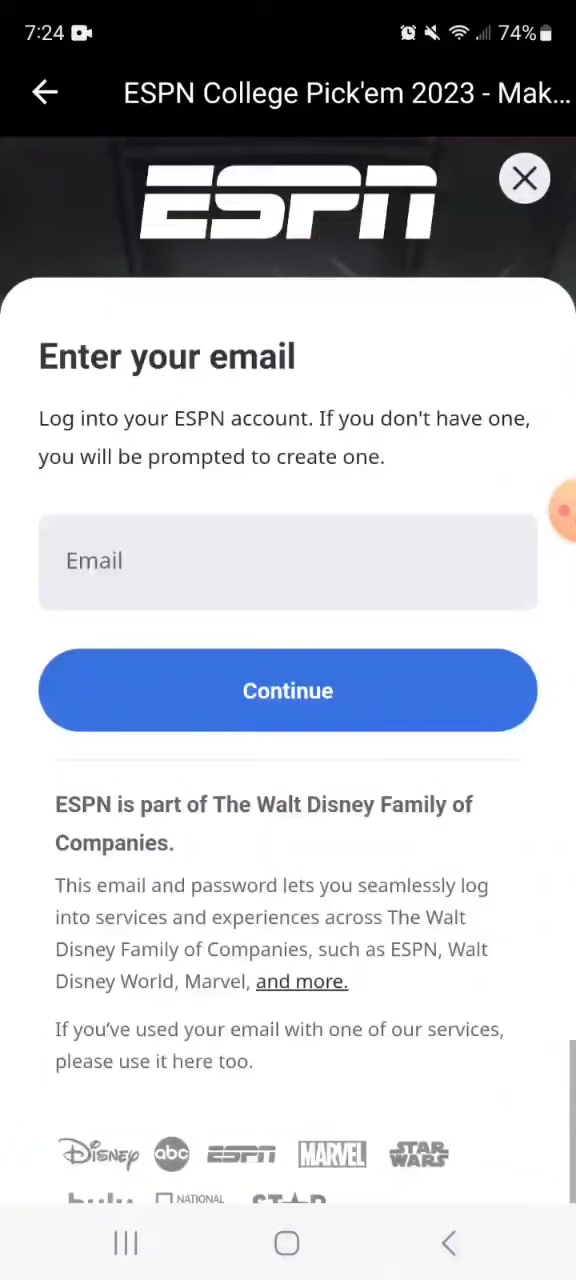 7:24
74%
ESPN College Pick'em 2023 - Mak...
ESPN
Enter your email
Log into your ESPN account. If you don't have one,
you will be prompted to create one.
Email
Continue
ESPN is part of The Walt Disney Family of
Companies.
This email and password lets you seamlessly log
into services and experiences across The Walt
Disney Family of Companies, such as ESPN, Walt
Disney World, Marvel, and more.
If you’ve used your email with one of our services,
please use it here too.
Disney abc ESPN MARVEL STAR WARS
hulu NATIONAL STAR